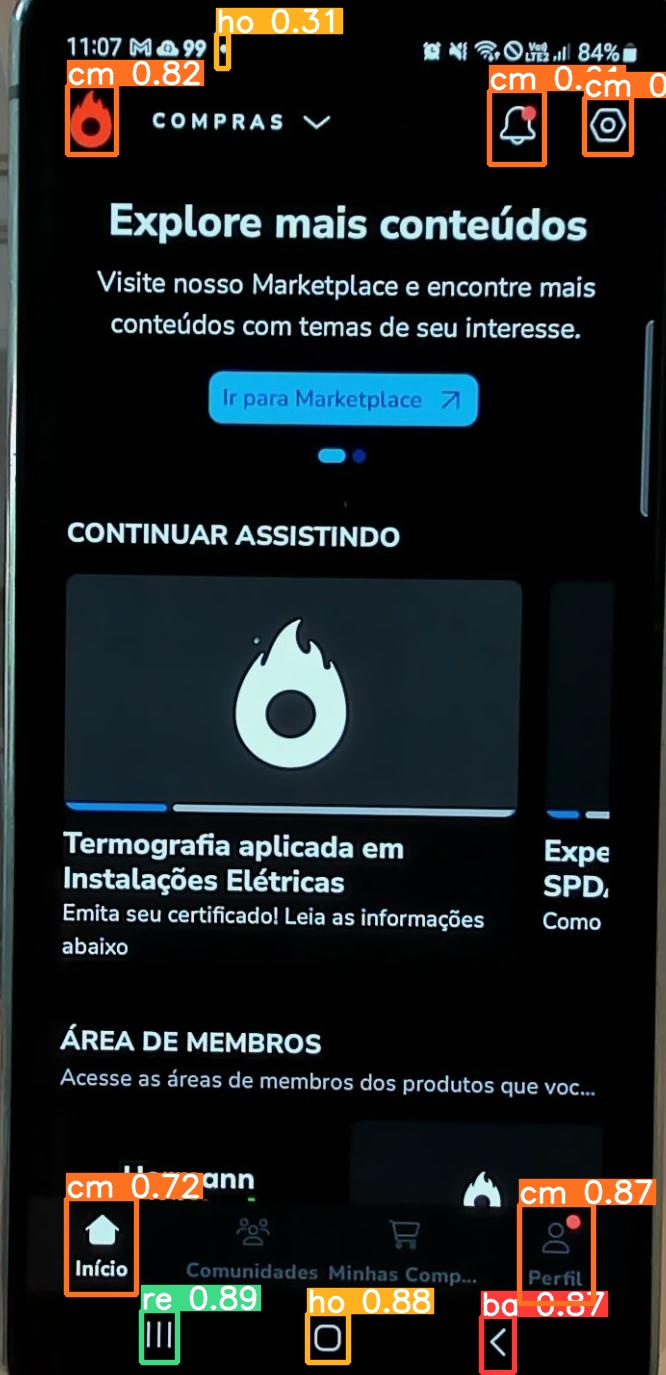 ho 0.31
11:07 99 84%
cm 0.82 cm cm
COMPRAS
Explore mais conteúdos
Visite nosso Marketplace e encontre mais
conteúdos com temas de seu interesse.
Ir para Marketplace
CONTINUAR ASSISTINDO
Termografia aplicada em
Instalações Elétricas
Emita seu certificado! Leia as informações
abaixo
Expe
SPDA
Como
ÁREA DE MEMBROS
Acesse as áreas de membros dos produtos que voc...
cm 0.72 cm 0.87
Início Comunidades Minhas Comp... Perfil
re 0.89 ho 0.88 ba 0.87